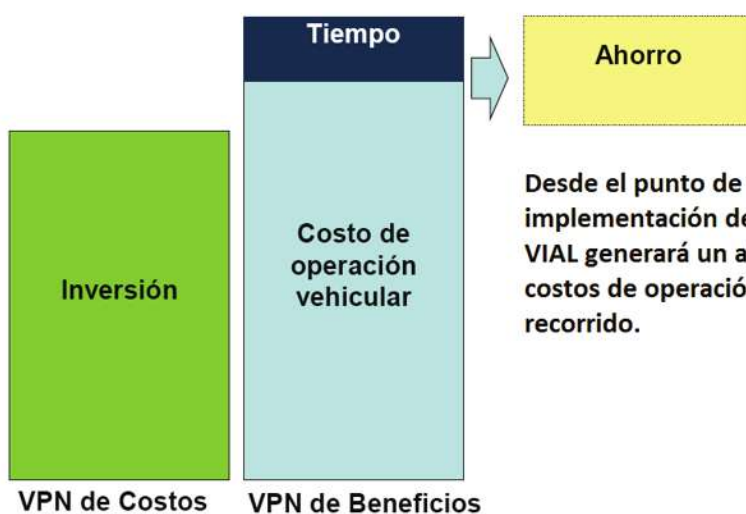 Tiempo
Ahorro
Desde el punto de
implementación de
VIAL generará un a
costos de operació
recorrido.
Costo de
operación
vehicular
Inversión
VPN de Costos
VPN de Beneficios